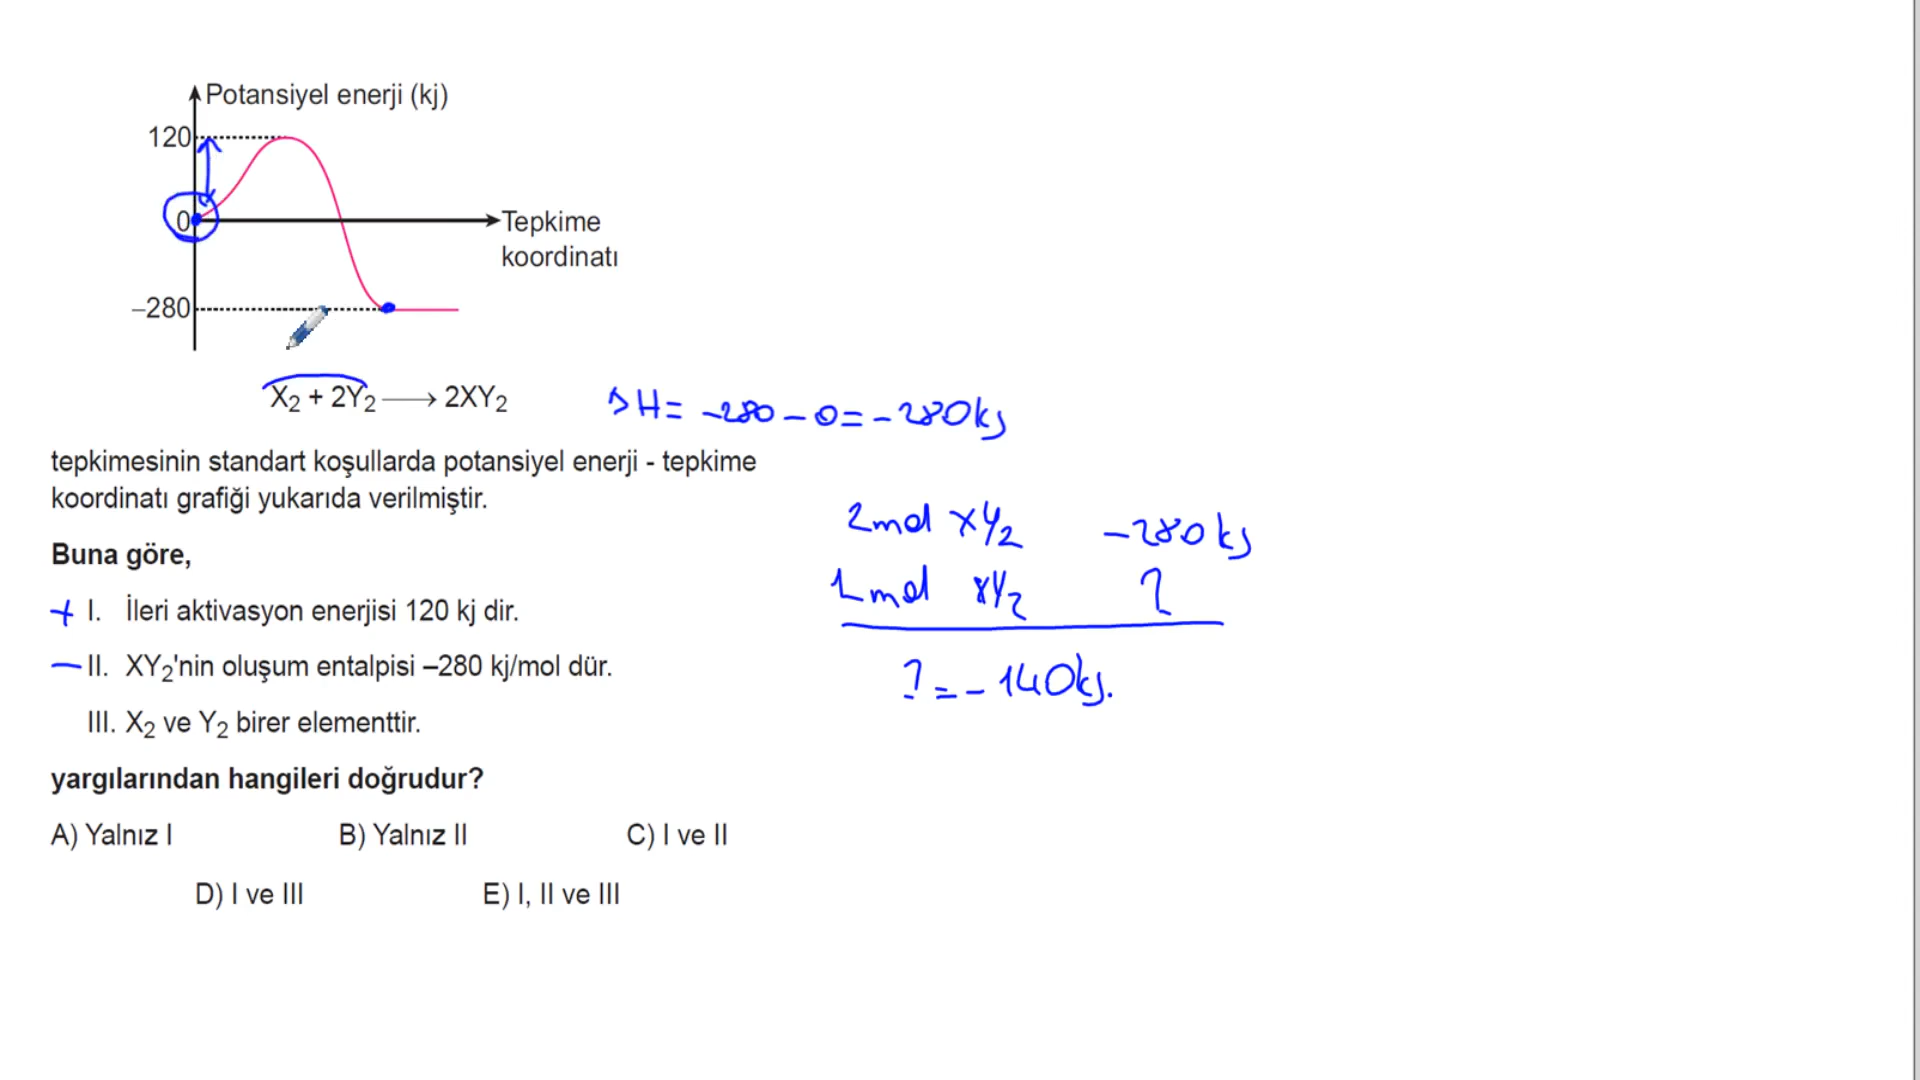 Potansiyel enerji (kj)
120
0
Tepkime
koordinatı
–280
X₂ + 2Y₂ ⟶ 2XY₂
ΔH = -280 - 0 = -280kj
tepkimesinin standart koşullarda potansiyel enerji - tepkime
koordinatı grafiği yukarıda verilmiştir.
2mol XY₂ -280kj
1mol XY₂ ?
? = - 140kj.
Buna göre,
+ I. İleri aktivasyon enerjisi 120 kj dir.
— II. XY₂'nin oluşum entalpisi –280 kj/mol dür.
III. X₂ ve Y₂ birer elementtir.
yargılarından hangileri doğrudur?
A) Yalnız I B) Yalnız II C) I ve II
D) I ve III E) I, II ve III